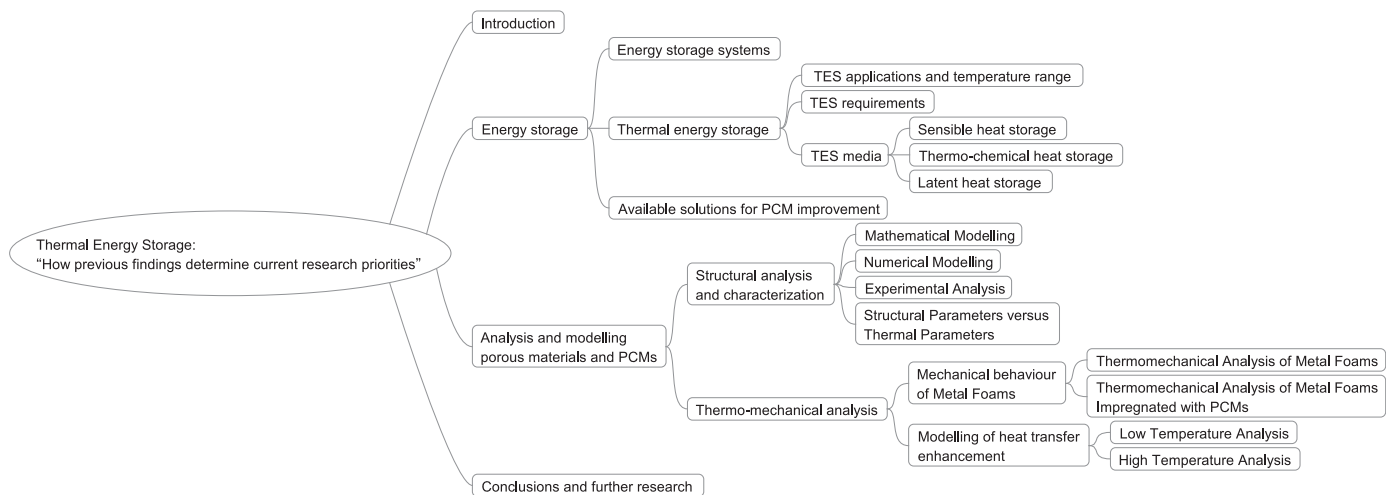 Introduction
Energy storage systems
TES applications and temperature range
TES requirements
Energy storage
Thermal energy storage
Sensible heat storage
TES media
Thermo-chemical heat storage
Latent heat storage
Available solutions for PCM improvement
Thermal Energy Storage:
“How previous findings determine current research priorities”
Mathematical Modelling
Structural analysis
and characterization
Numerical Modelling
Experimental Analysis
Structural Parameters versus
Thermal Parameters
Analysis and modelling
porous materials and PCMs
Thermo-mechanical analysis
Mechanical behaviour
of Metal Foams
Thermomechanical Analysis of Metal Foams
Thermomechanical Analysis of Metal Foams
Impregnated with PCMs
Modelling of heat transfer
enhancement
Low Temperature Analysis
High Temperature Analysis
Conclusions and further research